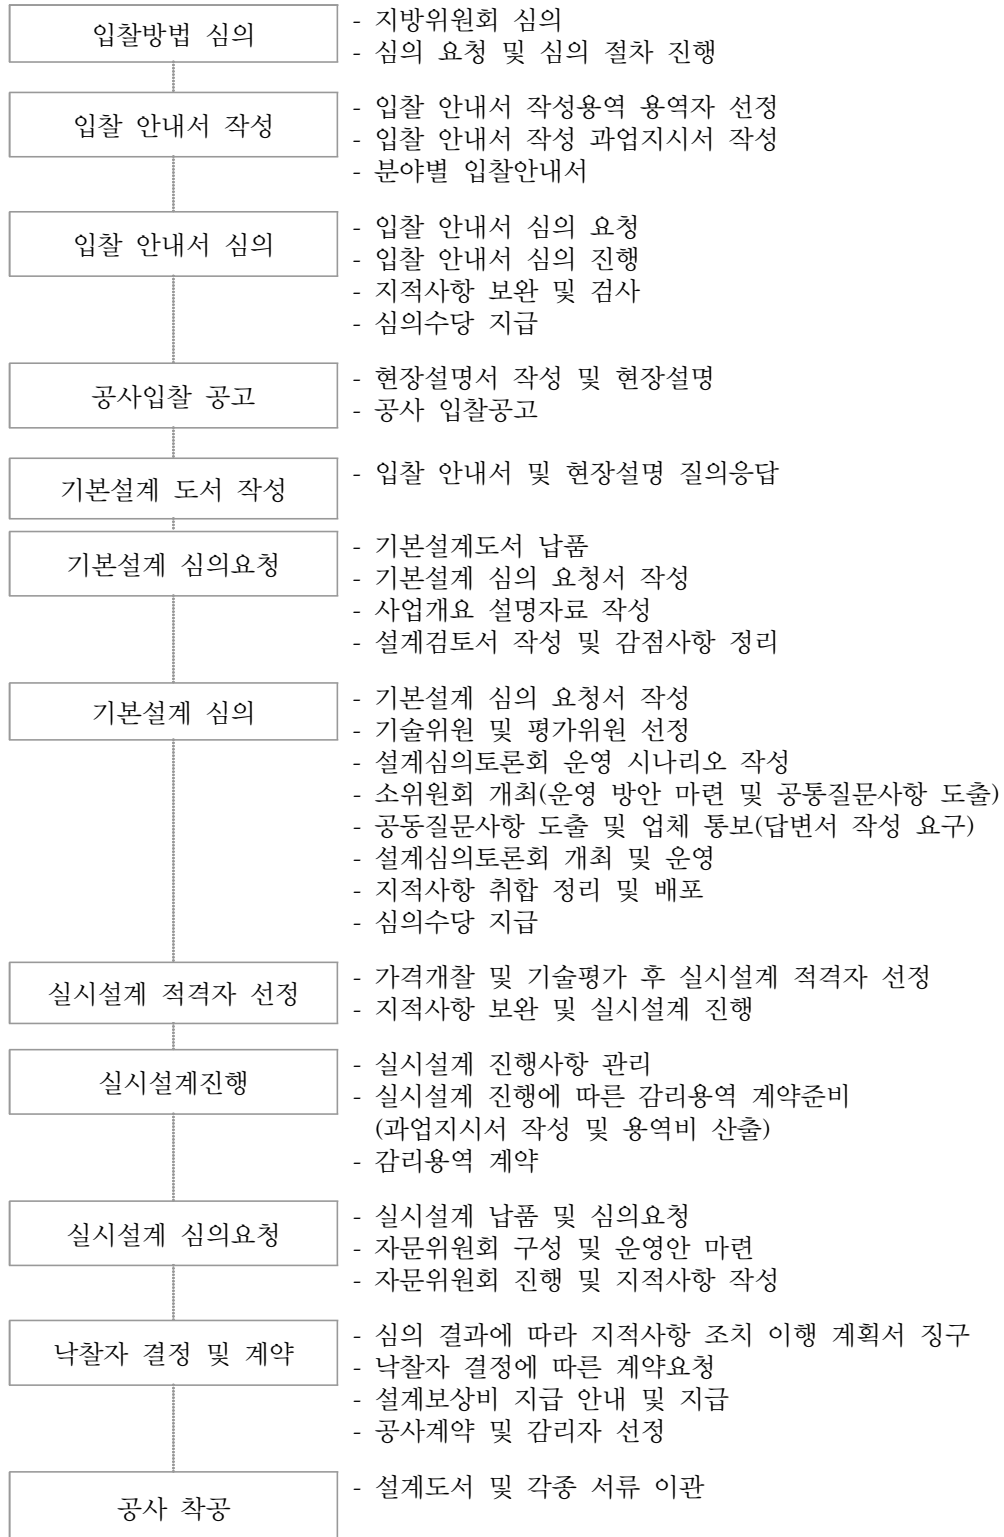 입찰방법 심의
- 지방위원회 심의
- 심의 요청 및 심의 절차 진행
입찰 안내서 작성
- 입찰 안내서 작성용역 용역자 선정
- 입찰 안내서 작성 과업지시서 작성
- 분야별 입찰안내서
입찰 안내서 심의
- 입찰 안내서 심의 요청
- 입찰 안내서 심의 진행
- 지적사항 보완 및 검사
- 심의수당 지급
공사입찰 공고
- 현장설명서 작성 및 현장설명
- 공사 입찰공고
기본설계 도서 작성
- 입찰 안내서 및 현장설명 질의응답
기본설계 심의요청
- 기본설계도서 납품
- 기본설계 심의 요청서 작성
- 사업개요 설명자료 작성
- 설계검토서 작성 및 감점사항 정리
기본설계 심의
- 기본설계 심의 요청서 작성
- 기술위원 및 평가위원 선정
- 설계심의토론회 운영 시나리오 작성
- 소위원회 개최(운영 방안 마련 및 공통질문사항 도출)
- 공동질문사항 도출 및 업체 통보(답변서 작성 요구)
- 설계심의토론회 개최 및 운영
- 지적사항 취합 정리 및 배포
- 심의수당 지급
실시설계 적격자 선정
- 가격개찰 및 기술평가 후 실시설계 적격자 선정
- 지적사항 보완 및 실시설계 진행
실시설계진행
- 실시설계 진행사항 관리
- 실시설계 진행에 따른 감리용역 계약준비
(과업지시서 작성 및 용역비 산출)
- 감리용역 계약
실시설계 심의요청
- 실시설계 납품 및 심의요청
- 자문위원회 구성 및 운영안 마련
- 자문위원회 진행 및 지적사항 작성
낙찰자 결정 및 계약
- 심의 결과에 따라 지적사항 조치 이행 계획서 징구
- 낙찰자 결정에 따른 계약요청
- 설계보상비 지급 안내 및 지급
- 공사계약 및 감리자 선정
공사 착공
- 설계도서 및 각종 서류 이관